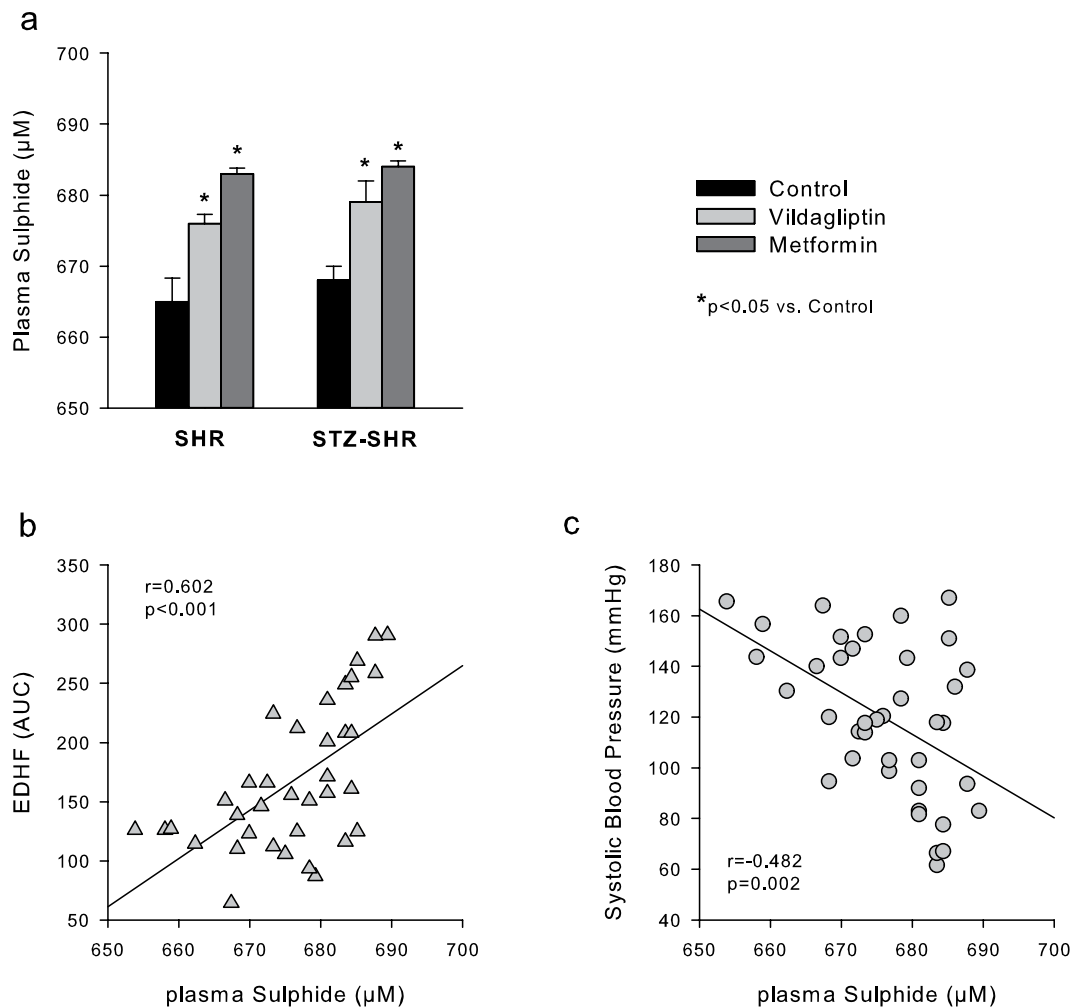 a
Plasma Sulphide (µM)
700
690
680
670
660
650
* * * *
SHR STZ-SHR
Control
Vildagliptin
Metformin
*p<0.05 vs. Control
b
EDHF (AUC)
350
300
250
200
150
100
50
r=0.602
p<0.001
650 660 670 680 690 700
plasma Sulphide (µM)
c
Systolic Blood Pressure (mmHg)
180
160
140
120
100
80
60
40
r=-0.482
p=0.002
650 660 670 680 690 700
plasma Sulphide (µM)